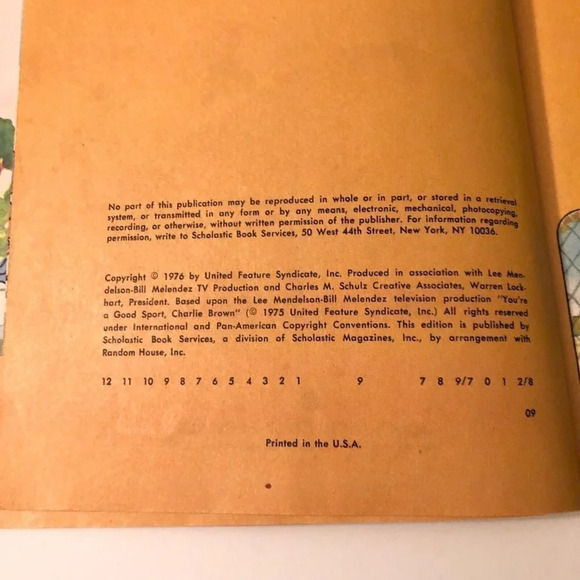 No part of this publication may be reproduced in whole or in part, or stored in a retrieval
system, or transmitted in any form or by any means, electronic, mechanical, photocopying,
recording, or otherwise, without written permission of the publisher. For information regarding
permission, write to Scholastic Book Services, 50 West 44th Street, New York, NY 10036.
Copyright © 1976 by United Feature Syndicate, Inc. Produced in association with Lee Men-
delson-Bill Melendez TV Production and Charles M. Schulz Creative Associates, Warren Lock-
hart, President. Based upon the Lee Mendelson-Bill Melendez television production "You're
a Good Sport, Charlie Brown" (© 1975 United Feature Syndicate, Inc.) All rights reserved
under International and Pan-American Copyright Conventions. This edition is published by
Scholastic Book Services, a division of Scholastic Magazines, Inc., by arrangement with
Random House, Inc.
12 11 10 9 8 7 6 5 4 3 2 1 9 7 8 9/7 0 1 2/8
09
Printed in the U.S.A.